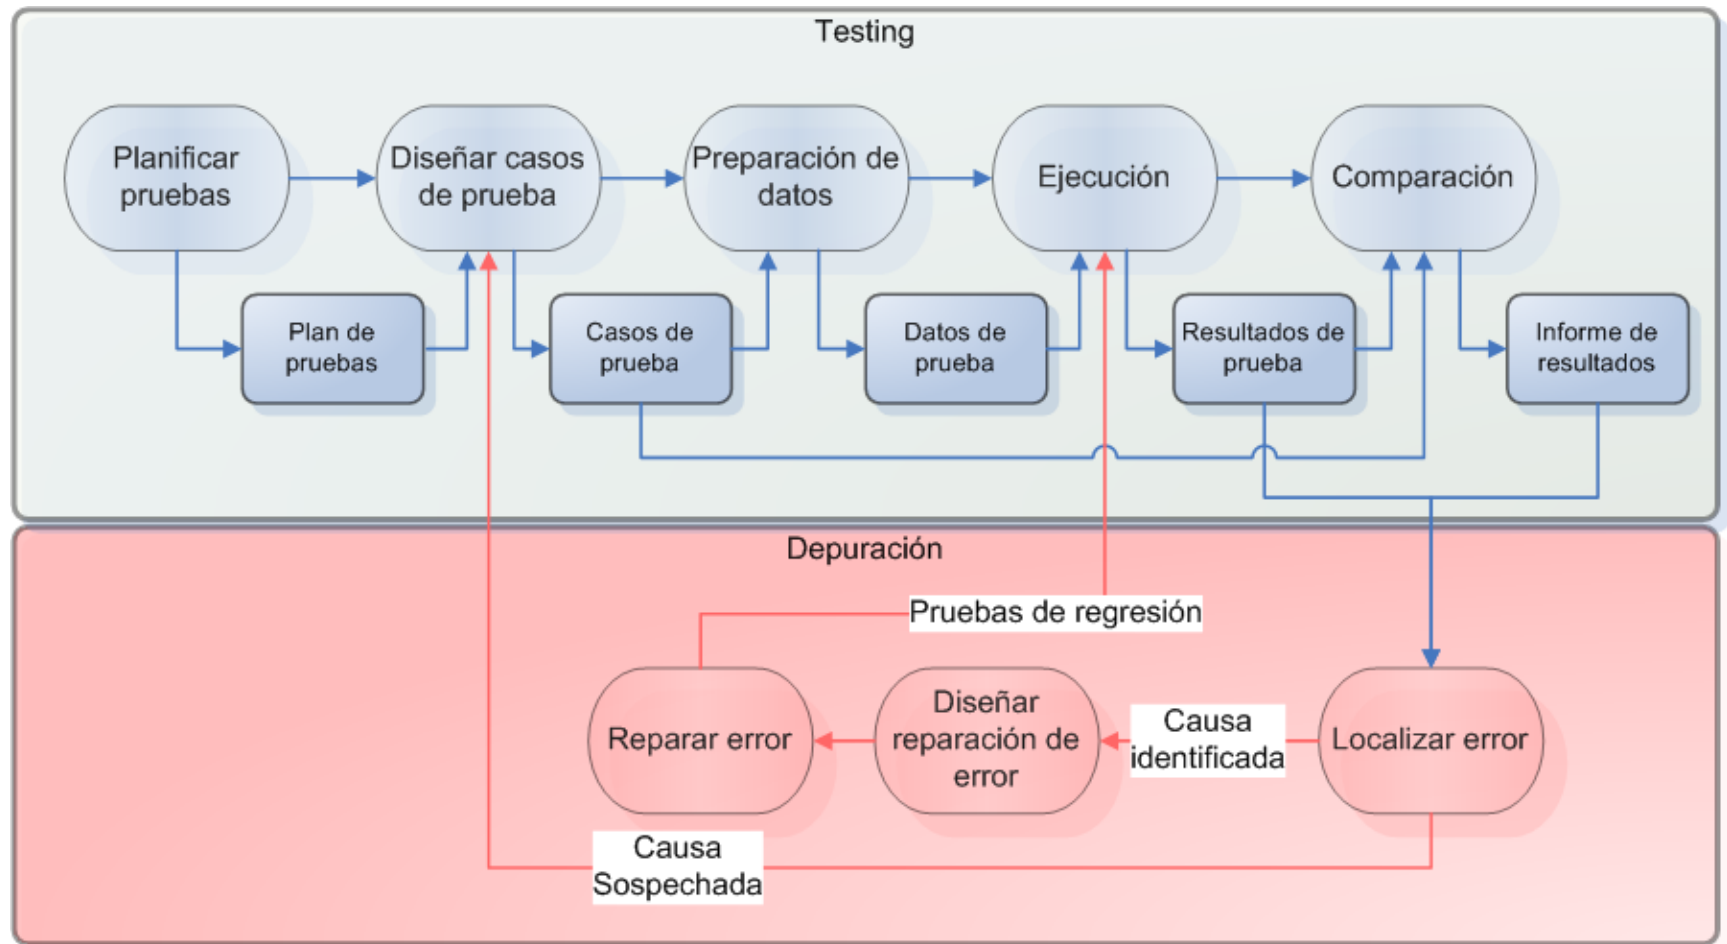 Testing
Planificar
pruebas
Diseñar casos
de prueba
Preparación de
datos
Ejecución
Comparación
Plan de
pruebas
Casos de
prueba
Datos de
prueba
Resultados de
prueba
Informe de
resultados
Depuración
Pruebas de regresión
Reparar error
Diseñar
reparación de
error
Causa
identificada
Localizar error
Causa
Sospechada